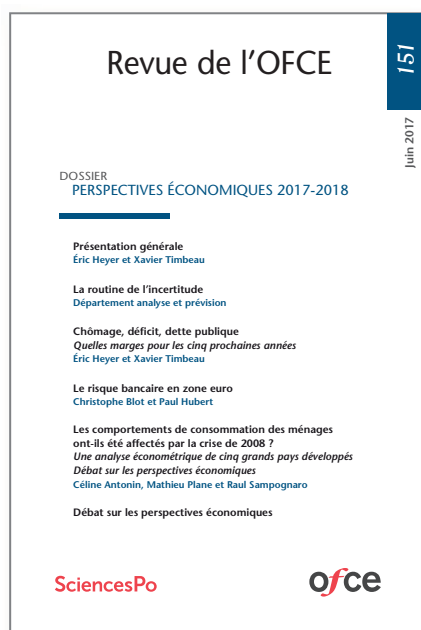 Revue de l'OFCE
151
Juin 2017
DOSSIER
PERSPECTIVES ÉCONOMIQUES 2017-2018
Présentation générale
Éric Heyer et Xavier Timbeau
La routine de l'incertitude
Département analyse et prévision
Chômage, déficit, dette publique
Quelles marges pour les cinq prochaines années
Éric Heyer et Xavier Timbeau
Le risque bancaire en zone euro
Christophe Blot et Paul Hubert
Les comportements de consommation des ménages
ont-ils été affectés par la crise de 2008 ?
Une analyse économétrique de cinq grands pays développés
Débat sur les perspectives économiques
Céline Antonin, Mathieu Plane et Raul Sampognaro
Débat sur les perspectives économiques
SciencesPo
ofce